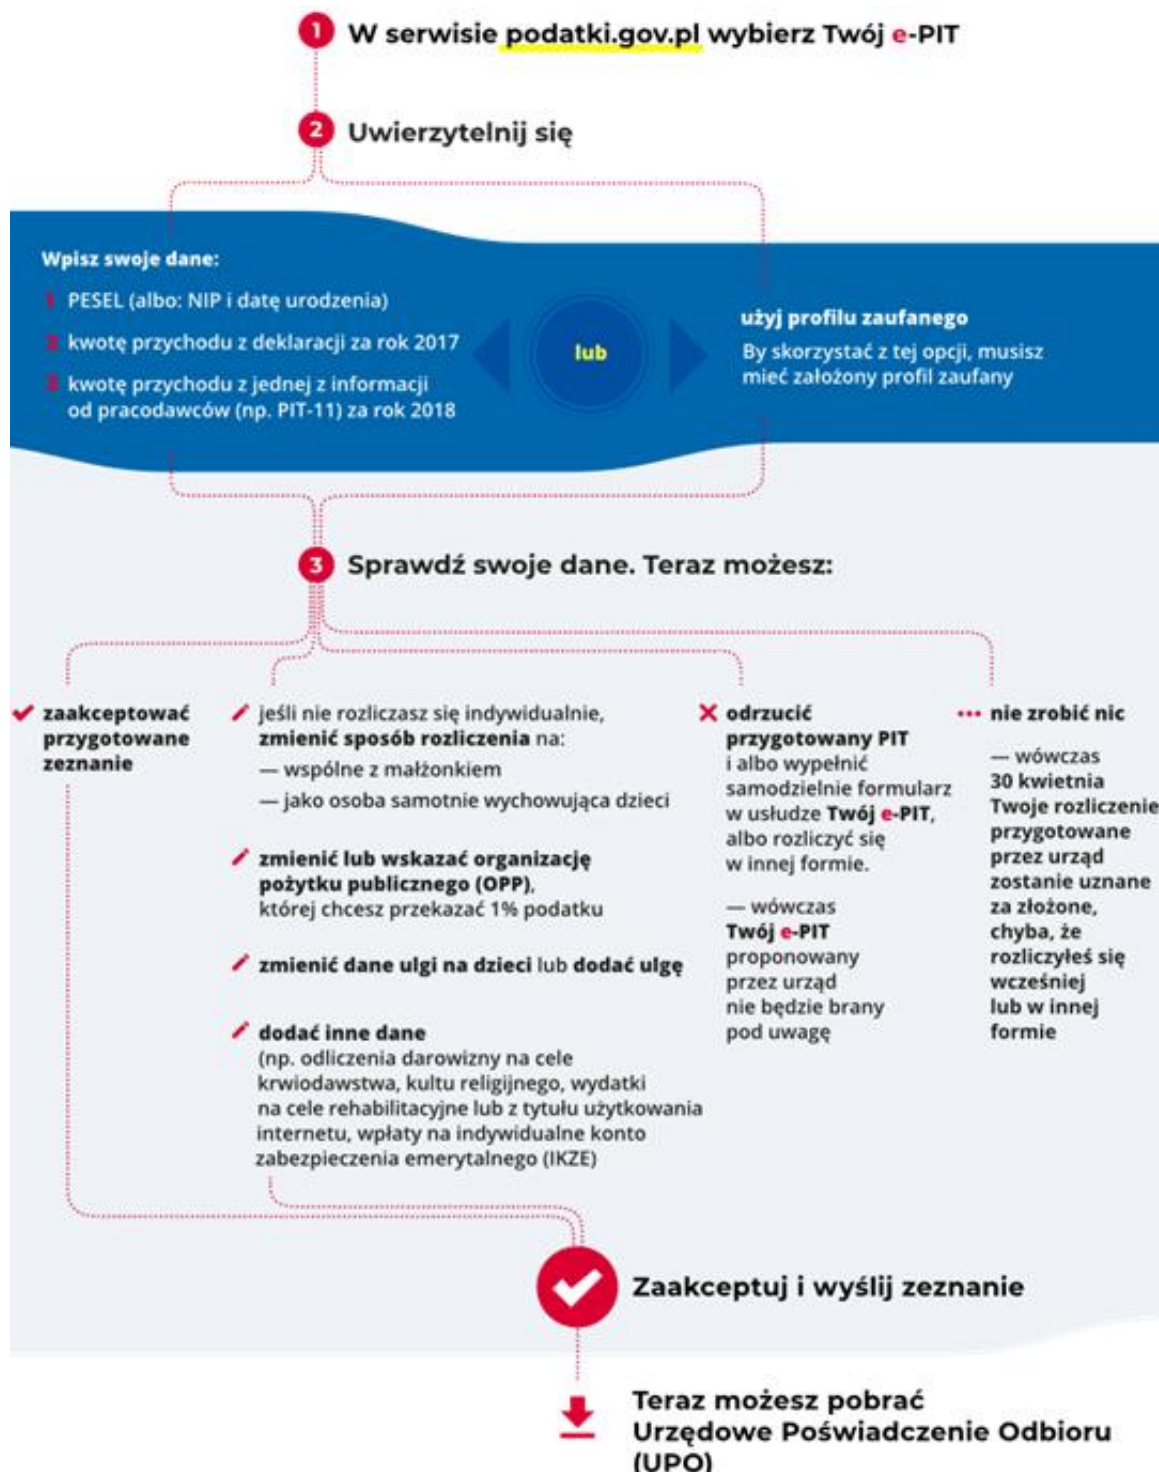 1 W serwisie podatki.gov.pl wybierz Twój e-PIT
2 Uwierzytelnij się
Wpisz swoje dane:
1 PESEL (albo: NIP i datę urodzenia)
2 kwotę przychodu z deklaracji za rok 2017
3 kwotę przychodu z jednej z informacji
od pracodawców (np. PIT-11) za rok 2018
lub
użyj profilu zaufanego
By skorzystać z tej opcji, musisz
mieć założony profil zaufany
3 Sprawdź swoje dane. Teraz możesz:
zaakceptować
przygotowane
zeznanie
jeśli nie rozliczasz się indywidualnie,
zmienić sposób rozliczenia na:
— wspólne z małżonkiem
— jako osoba samotnie wychowująca dzieci
zmienić lub wskazać organizację
pożytku publicznego (OPP),
której chcesz przekazać 1% podatku
zmienić dane ulgi na dzieci lub dodać ulgę
dodać inne dane
(np. odliczenia darowizny na cele
krwiodawstwa, kultu religijnego, wydatki
na cele rehabilitacyjne lub z tytułu użytkowania
internetu, wpłaty na indywidualne konto
zabezpieczenia emerytalnego (IKZE)
odrzucić
przygotowany PIT
i albo wypełnić
samodzielnie formularz
w usłudze Twój e-PIT,
albo rozliczyć się
w innej formie.
— wówczas
Twój e-PIT
proponowany
przez urząd
nie będzie brany
pod uwagę
nie zrobić nic
— wówczas
30 kwietnia
Twoje rozliczenie
przygotowane
przez urząd
zostanie uznane
za złożone,
chyba, że
rozliczyłeś się
wcześniej
lub w innej
formie
Zaakceptuj i wyślij zeznanie
Teraz możesz pobrać
Urzędowe Poświadczenie Odbioru
(UPO)